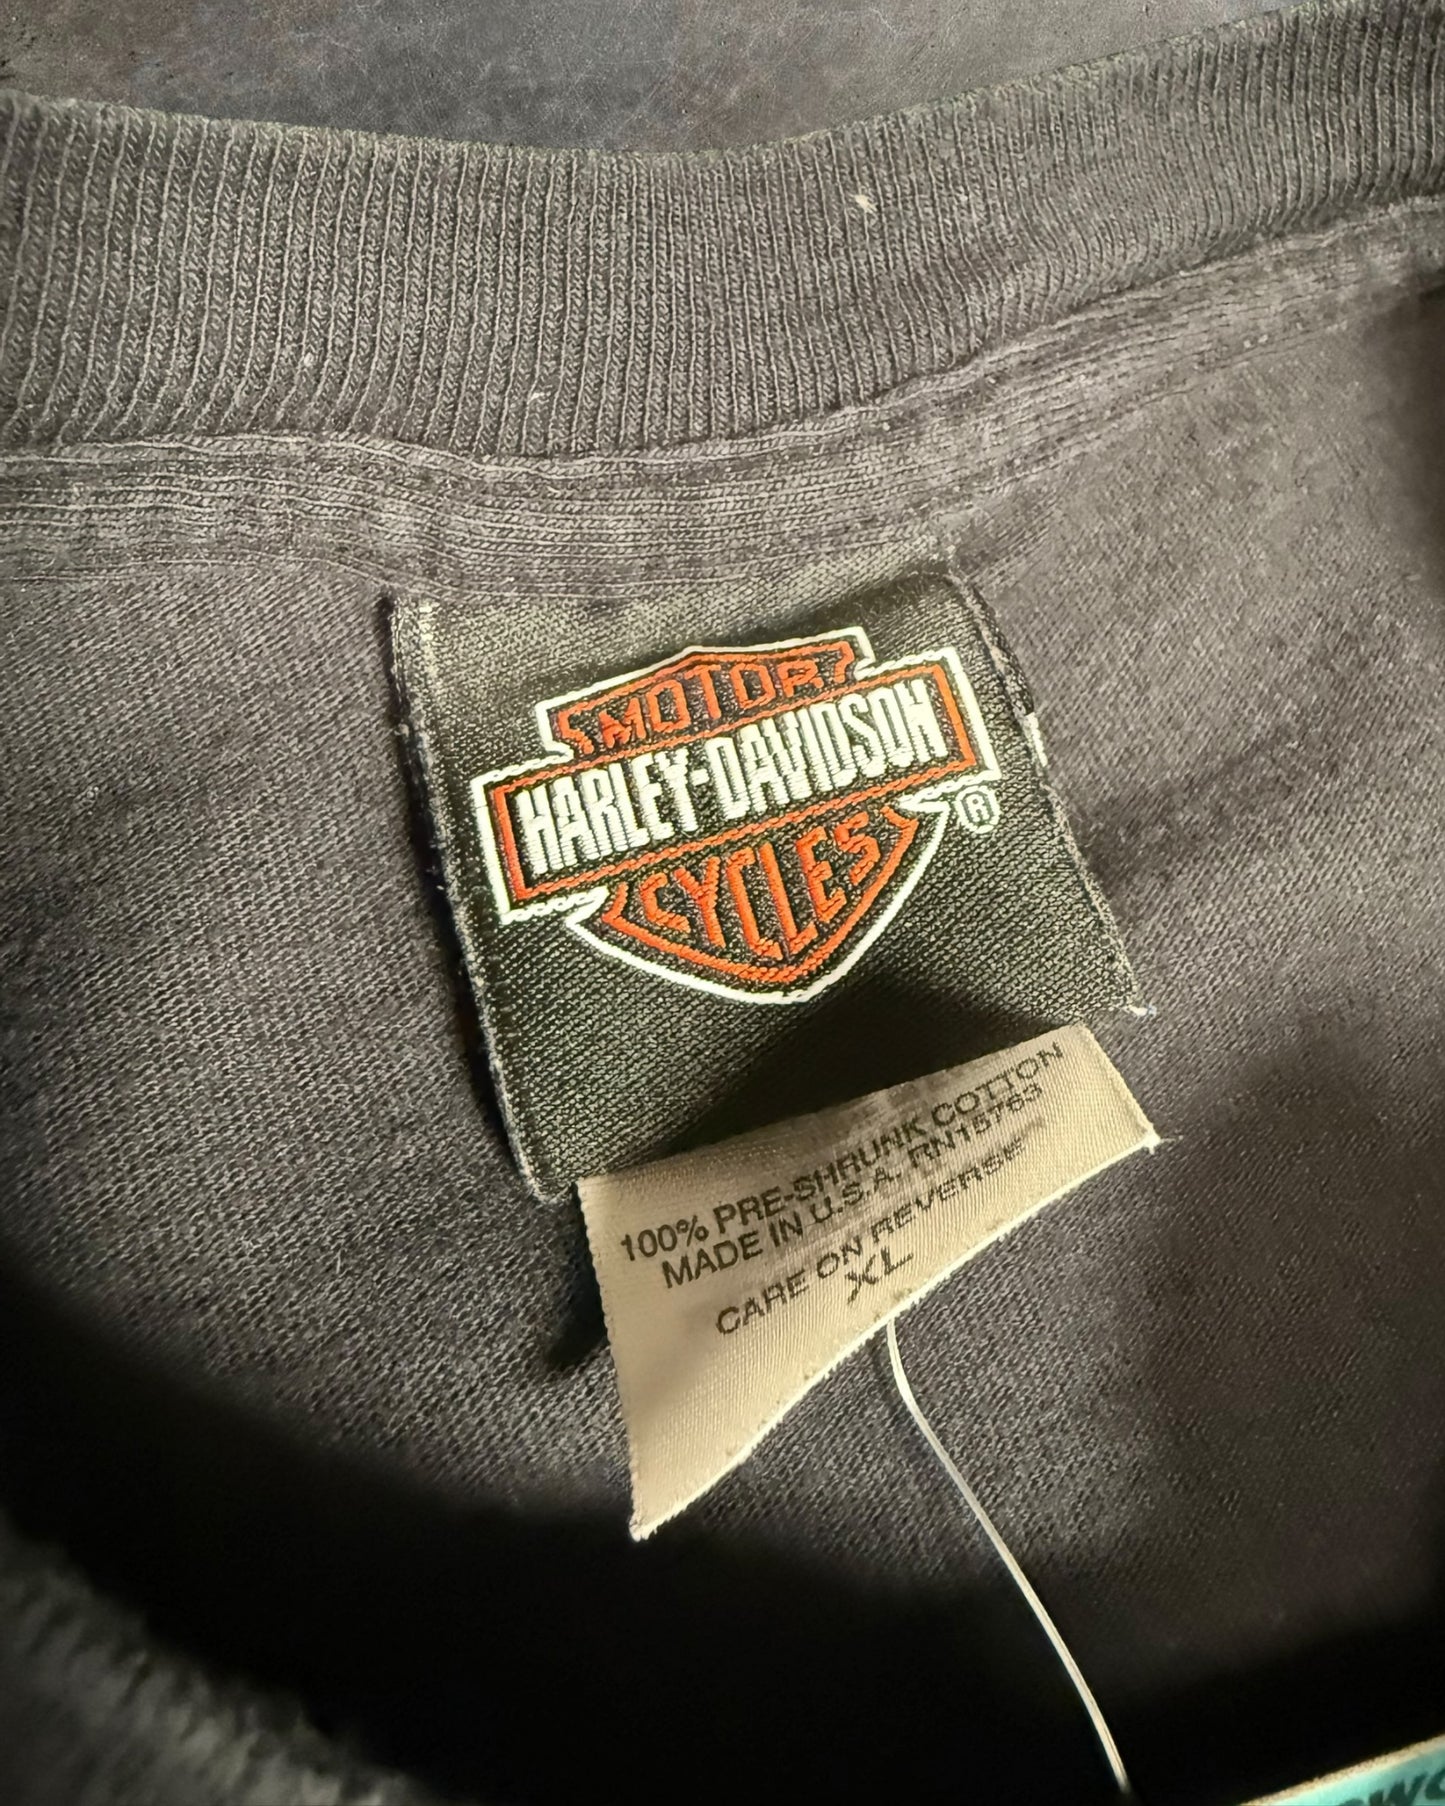 MOTOR
HARLEY-DAVIDSON
®
CYCLES
100% PRE-SHRUNK COTTON
MADE IN U.S.A. RN15763
CARE ON REVERSE
XL